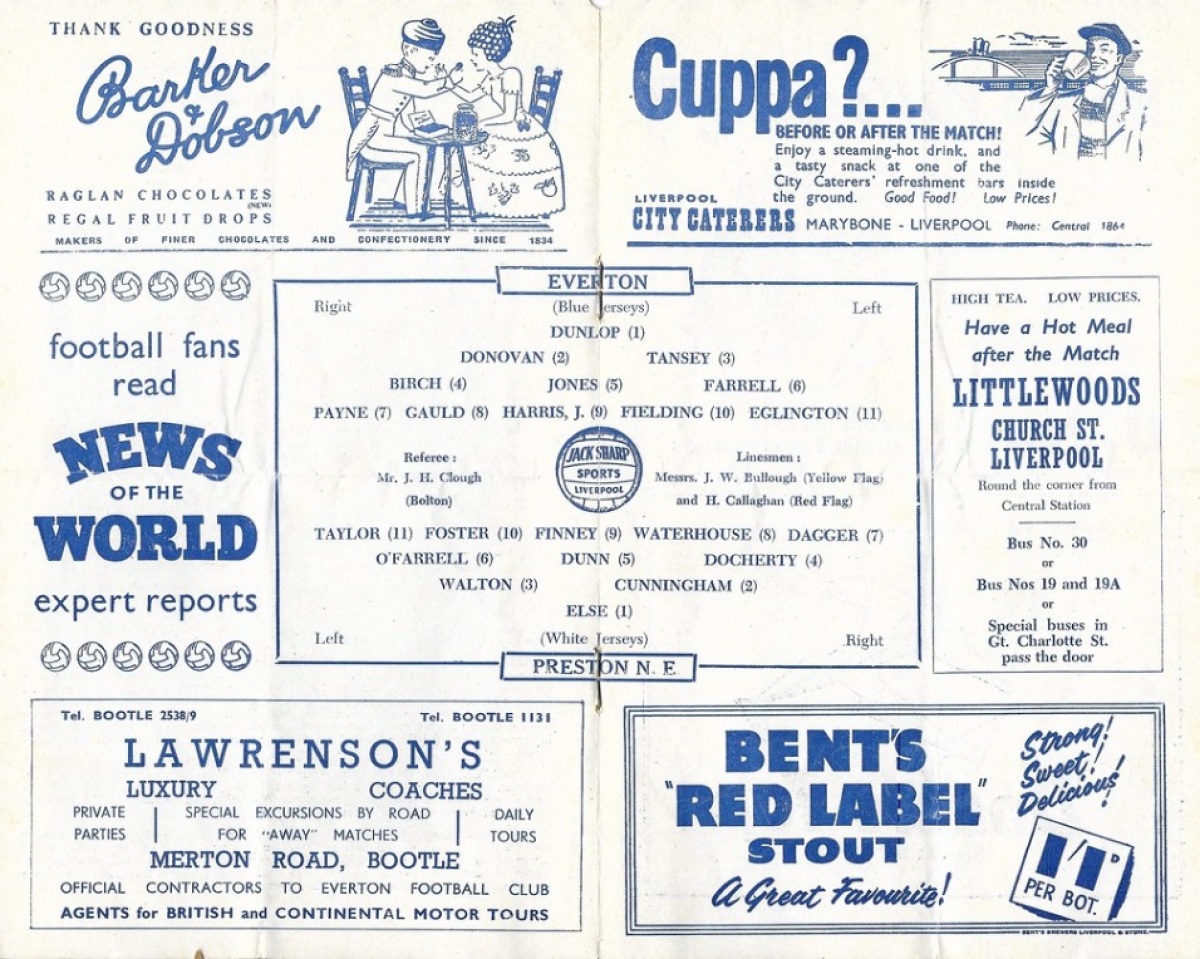 THANK GOODNESS
Barker
&
Dobson
RAGLAN CHOCOLATES
(NEW)
REGAL FRUIT DROPS
MAKERS OF FINER CHOCOLATES AND CONFECTIONERY SINCE 1834
Cuppa?...
BEFORE OR AFTER THE MATCH!
Enjoy a steaming-hot drink, and
a tasty snack at one of the
City Caterers' refreshment bars inside
the ground. Good Food! Low Prices!
LIVERPOOL
CITY CATERERS MARYBONE - LIVERPOOL Phone: Central 1864
football fans
read
NEWS
OF THE
WORLD
expert reports
EVERTON
Right (Blue Jerseys) Left
DUNLOP (1)
DONOVAN (2) TANSEY (3)
BIRCH (4) JONES (5) FARRELL (6)
PAYNE (7) GAULD (8) HARRIS, J. (9) FIELDING (10) EGLINGTON (11)
Referee :
Mr. J. H. Clough
(Bolton)
JACK SHARP
SPORTS
LIVERPOOL
Linesmen :
Messrs. J. W. Bullough (Yellow Flag)
and H. Callaghan (Red Flag)
TAYLOR (11) FOSTER (10) FINNEY (9) WATERHOUSE (8) DAGGER (7)
O'FARRELL (6) DUNN (5) DOCHERTY (4)
WALTON (3) CUNNINGHAM (2)
ELSE (1)
Left (White Jerseys) Right
PRESTON N. E.
HIGH TEA. LOW PRICES.
Have a Hot Meal
after the Match
LITTLEWOODS
CHURCH ST.
LIVERPOOL
Round the corner from
Central Station
Bus No. 30
or
Bus Nos 19 and 19A
or
Special buses in
Gt. Charlotte St.
pass the door
Tel. BOOTLE 2538/9 Tel. BOOTLE 1131
LAWRENSON'S
LUXURY COACHES
PRIVATE PARTIES
SPECIAL EXCURSIONS BY ROAD
FOR "AWAY" MATCHES
DAILY TOURS
MERTON ROAD, BOOTLE
OFFICIAL CONTRACTORS TO EVERTON FOOTBALL CLUB
AGENTS for BRITISH and CONTINENTAL MOTOR TOURS
BENT'S
"RED LABEL"
STOUT
A Great Favourite!
Strong!
Sweet!
Delicious!
1/1D
PER BOT.
BENT'S BREWERY LIVERPOOL & STONE.